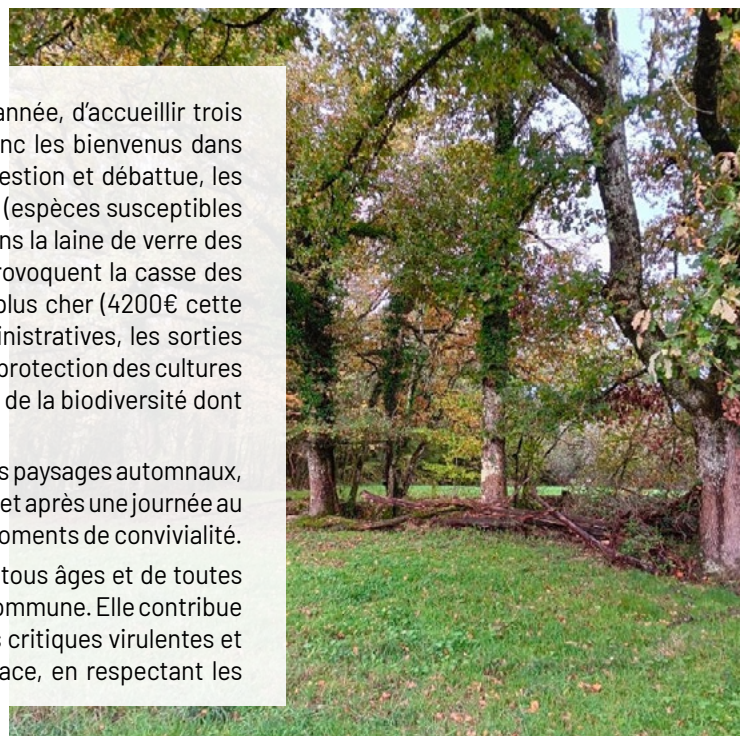 année, d’accueillir trois
nc les bienvenus dans
estion et débattue, les
(espèces susceptibles
ns la laine de verre des
rovoquent la casse des
plus cher (4200€ cette
inistratives, les sorties
protection des cultures
de la biodiversité dont
s paysages automnaux,
et après une journée au
oments de convivialité.
tous âges et de toutes
ommune. Elle contribue
critiques virulentes et
ace, en respectant les